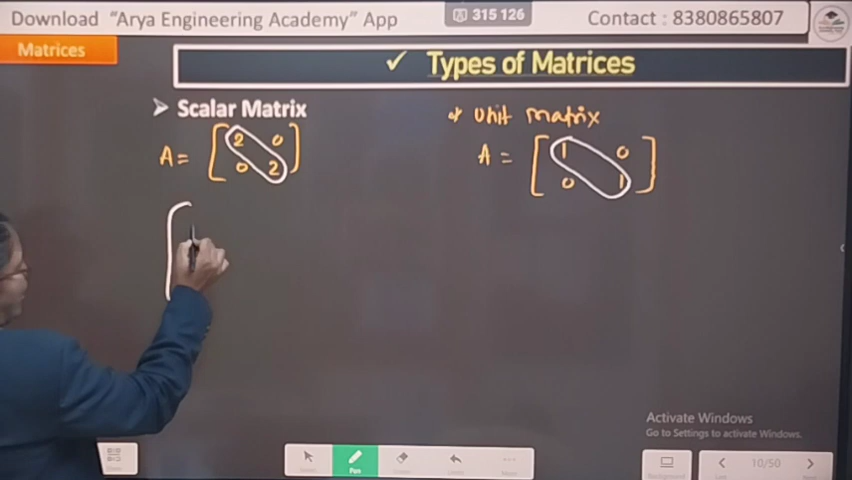 Download "Arya Engineering Academy" App
315 126
Contact : 8380865807
Matrices
✓ Types of Matrices
➤ Scalar Matrix
* Unit matrix
A = [2 0
0 2]
A = [1 0
0 1]
Activate Windows
Go to Settings to activate Windows.
Pen
10/50